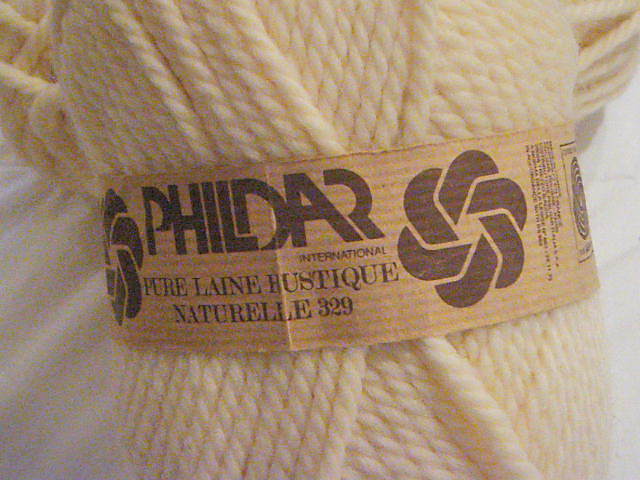 PHILDAR
INTERNATIONAL
PURE LAINE RUSTIQUE
NATURELLE 329